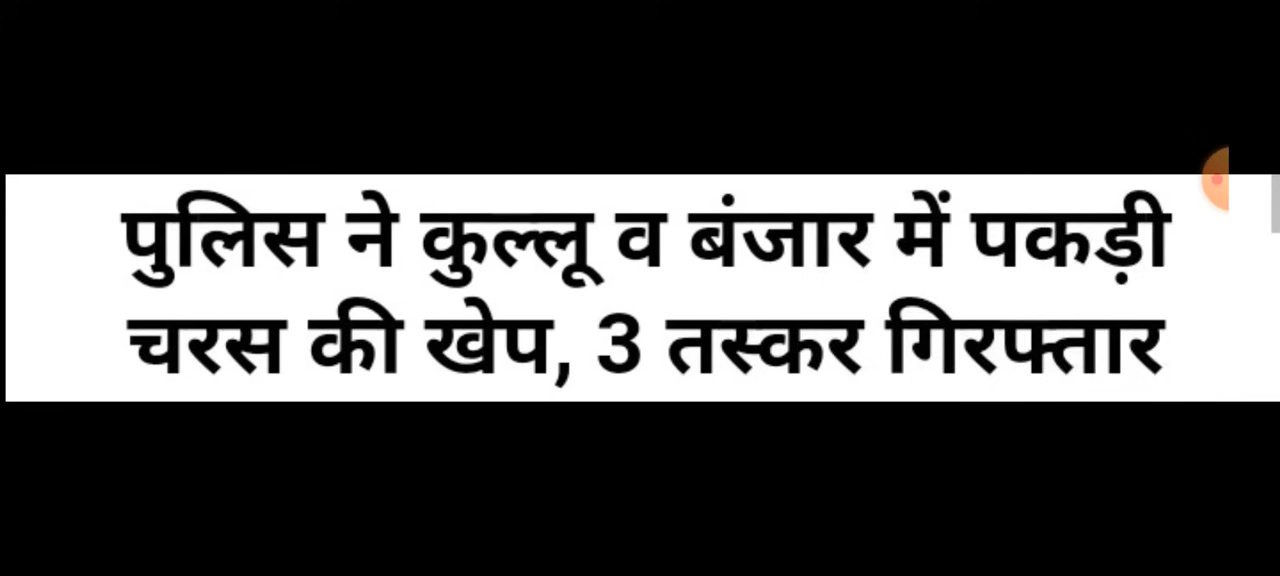 पुलिस ने कुल्लू व बंजार में पकड़ी
चरस की खेप, 3 तस्कर गिरफ्तार